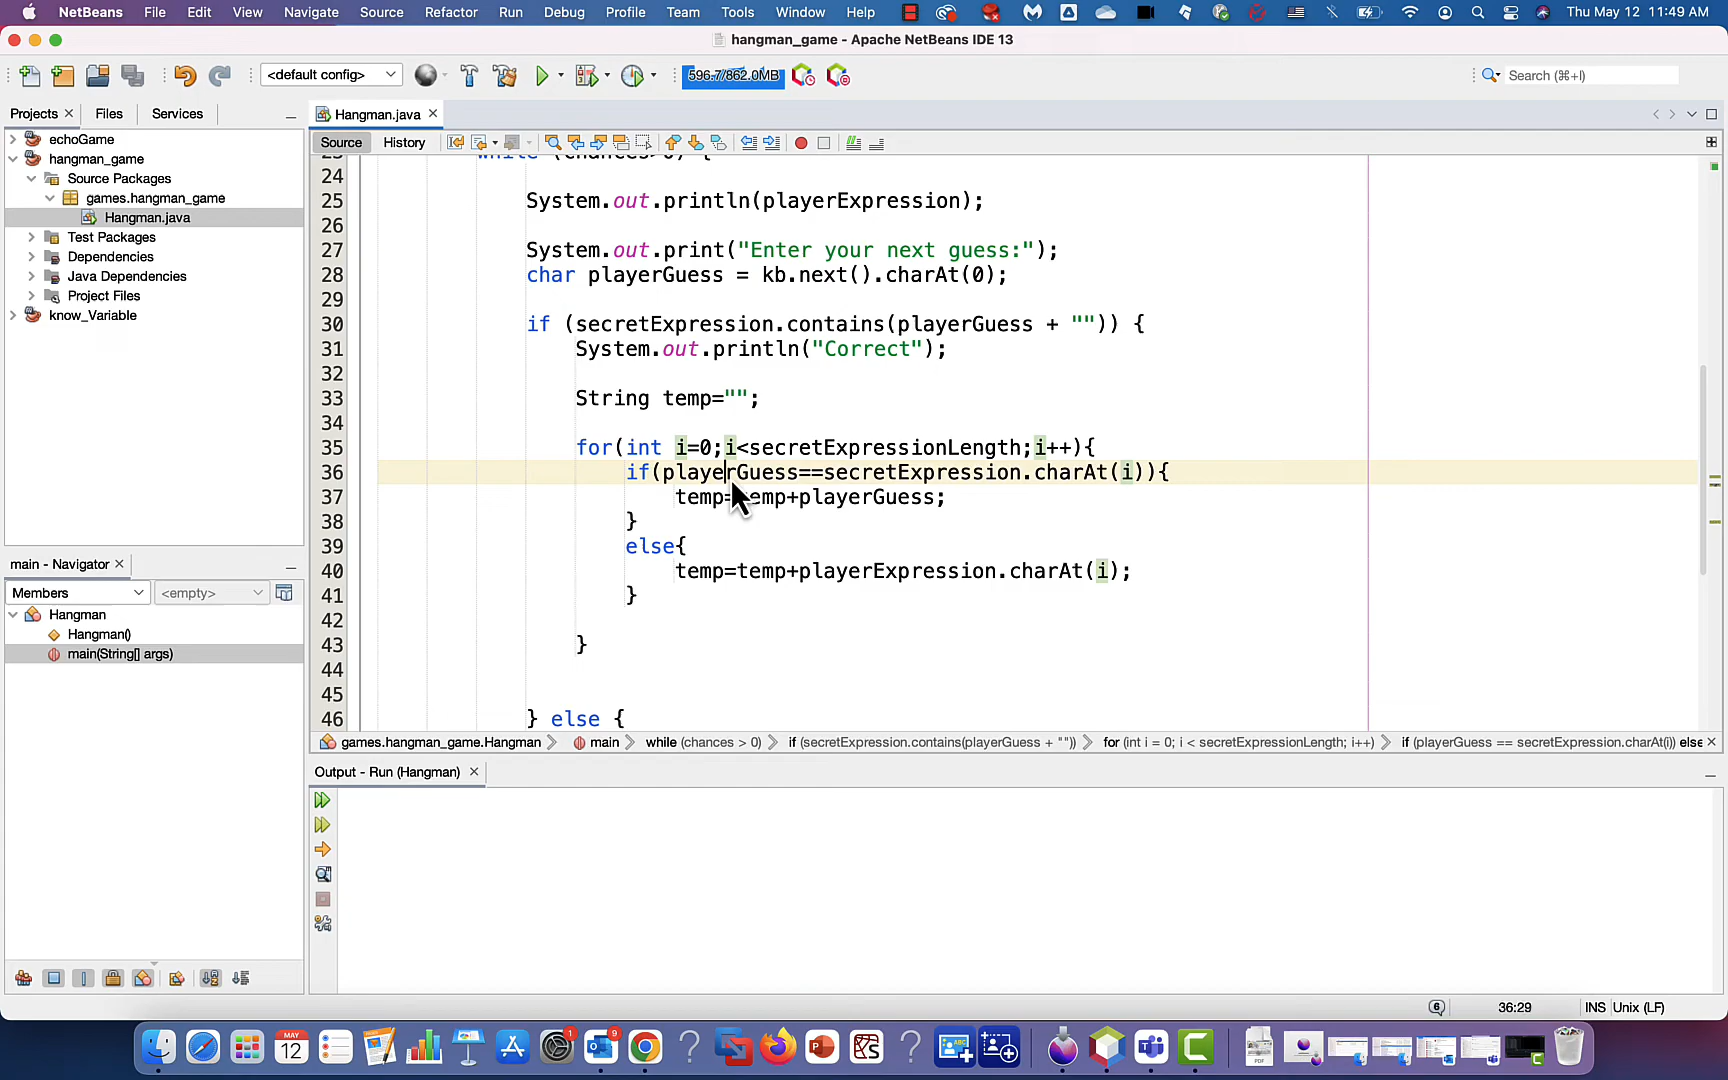 NetBeans File Edit View Navigate Source Refactor Run Debug Profile Team Tools Window Help Thu May 12 11:49 AM
hangman_game - Apache NetBeans IDE 13
<default config> 596.7/862.0MB Search (⌘+I)
Projects Files Services Hangman.java
Source History
echoGame
hangman_game
Source Packages
games.hangman_game
Hangman.java
Test Packages
Dependencies
Java Dependencies
Project Files
know_Variable
main - Navigator
Members <empty>
Hangman
Hangman()
main(String[] args)
23 while (chances>0) {
24
25 System.out.println(playerExpression);
26
27 System.out.print("Enter your next guess:");
28 char playerGuess = kb.next().charAt(0);
29
30 if (secretExpression.contains(playerGuess + "")) {
31 System.out.println("Correct");
32
33 String temp="";
34
35 for(int i=0;i<secretExpressionLength;i++){
36 if(playerGuess==secretExpression.charAt(i)){
37 temp=temp+playerGuess;
38 }
39 else{
40 temp=temp+playerExpression.charAt(i);
41 }
42
43 }
44
45
46 } else {
games.hangman_game.Hangman main while (chances > 0) if (secretExpression.contains(playerGuess + "")) for (int i = 0; i < secretExpressionLength; i++) if (playerGuess == secretExpression.charAt(i)) else
Output - Run (Hangman)
6 36:29 INS Unix (LF)
MAY
12
1
9
PDF